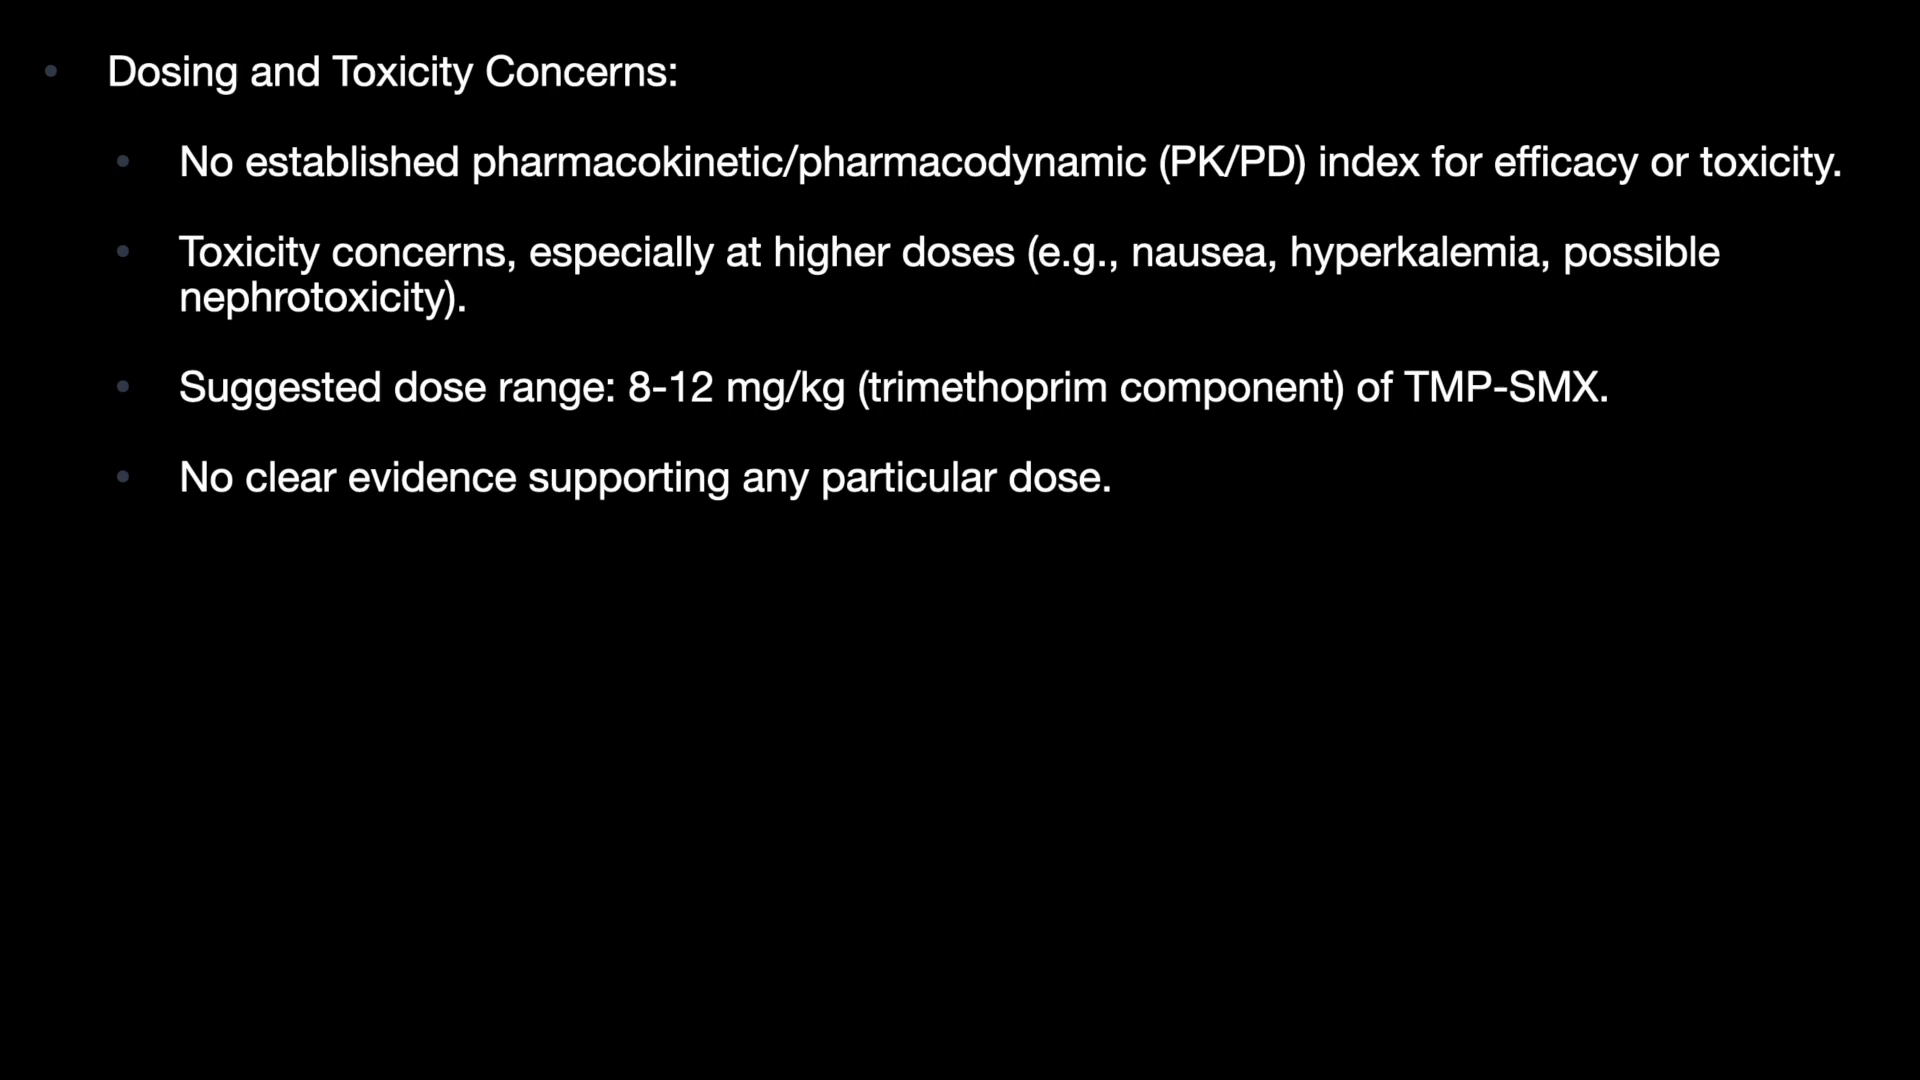 • Dosing and Toxicity Concerns:
• No established pharmacokinetic/pharmacodynamic (PK/PD) index for efficacy or toxicity.
• Toxicity concerns, especially at higher doses (e.g., nausea, hyperkalemia, possible
nephrotoxicity).
• Suggested dose range: 8-12 mg/kg (trimethoprim component) of TMP-SMX.
• No clear evidence supporting any particular dose.